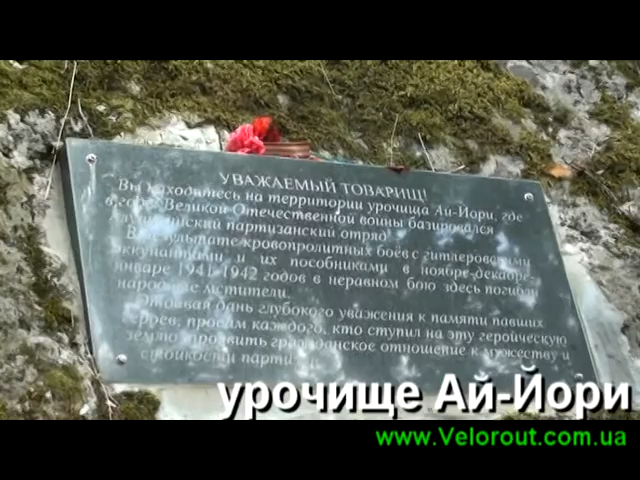 УВАЖАЕМЫЙ ТОВАРИЩ!
Вы находитесь на территории урочища Ай-Йори, где
в годы Великой Отечественной войны базировался
Алуштинский партизанский отряд.
В результате кровопролитных боёв с гитлеровскими
оккупантами и их пособниками в ноябре-декабре-
январе 1941-1942 годов в неравном бою здесь погибли
народные мстители.
Отдавая дань глубокого уважения к памяти павших
героев, просим каждого, кто ступил на эту героическую
землю проявить гражданское отношение к мужеству и
стойкости партизан.
урочище Ай-Йори
www.Velorout.com.ua